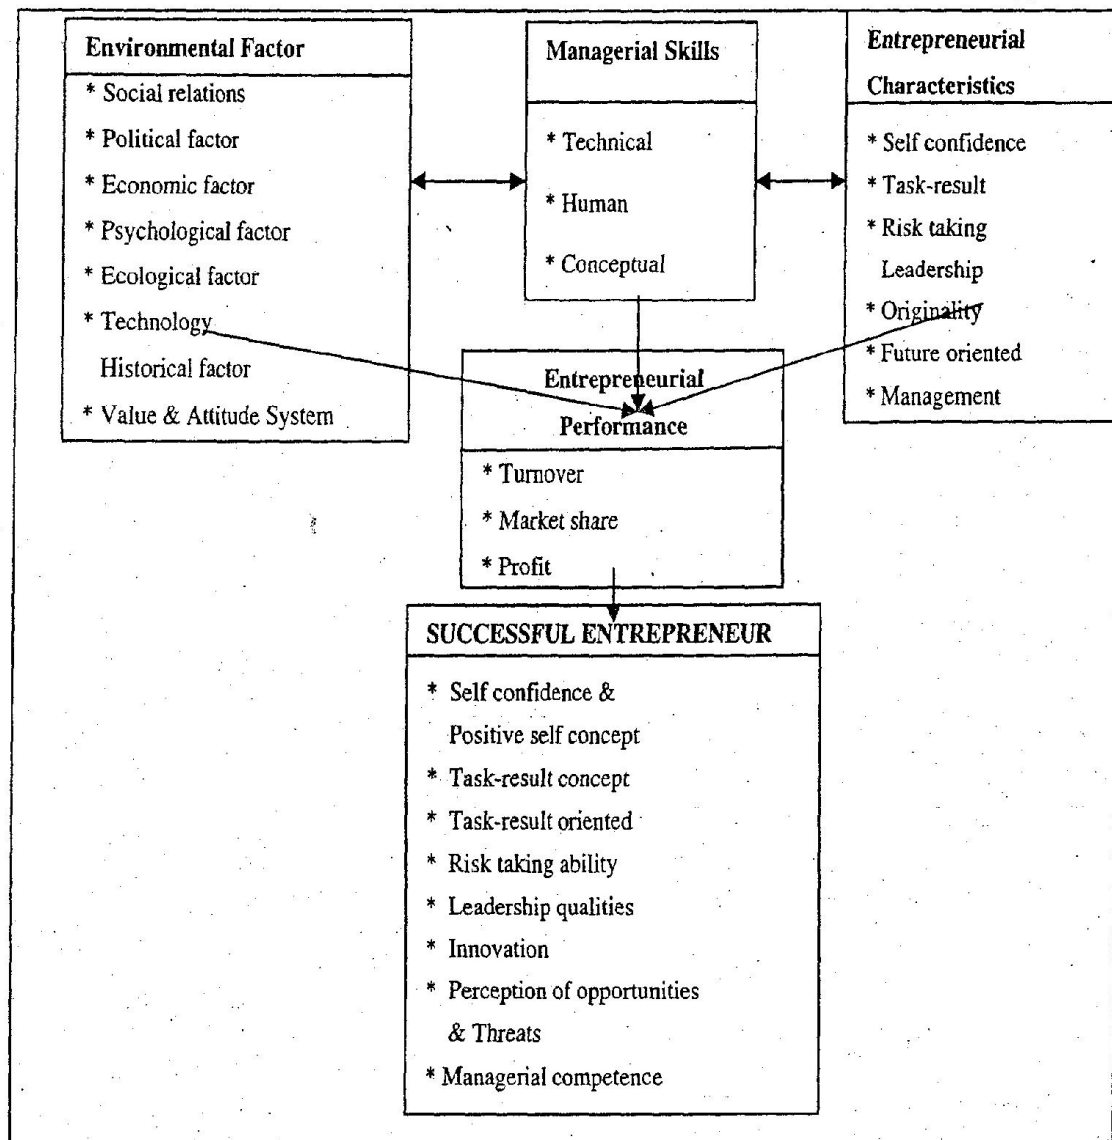 Environmental Factor
* Social relations
* Political factor
* Economic factor
* Psychological factor
* Ecological factor
* Technology
Historical factor
* Value & Attitude System
Managerial Skills
* Technical
* Human
* Conceptual
Entrepreneurial
Characteristics
* Self confidence
* Task-result
* Risk taking
Leadership
* Originality
* Future oriented
* Management
Entrepreneurial
Performance
* Turnover
* Market share
* Profit
SUCCESSFUL ENTREPRENEUR
* Self confidence &
Positive self concept
* Task-result concept
* Task-result oriented
* Risk taking ability
* Leadership qualities
* Innovation
* Perception of opportunities
& Threats
* Managerial competence